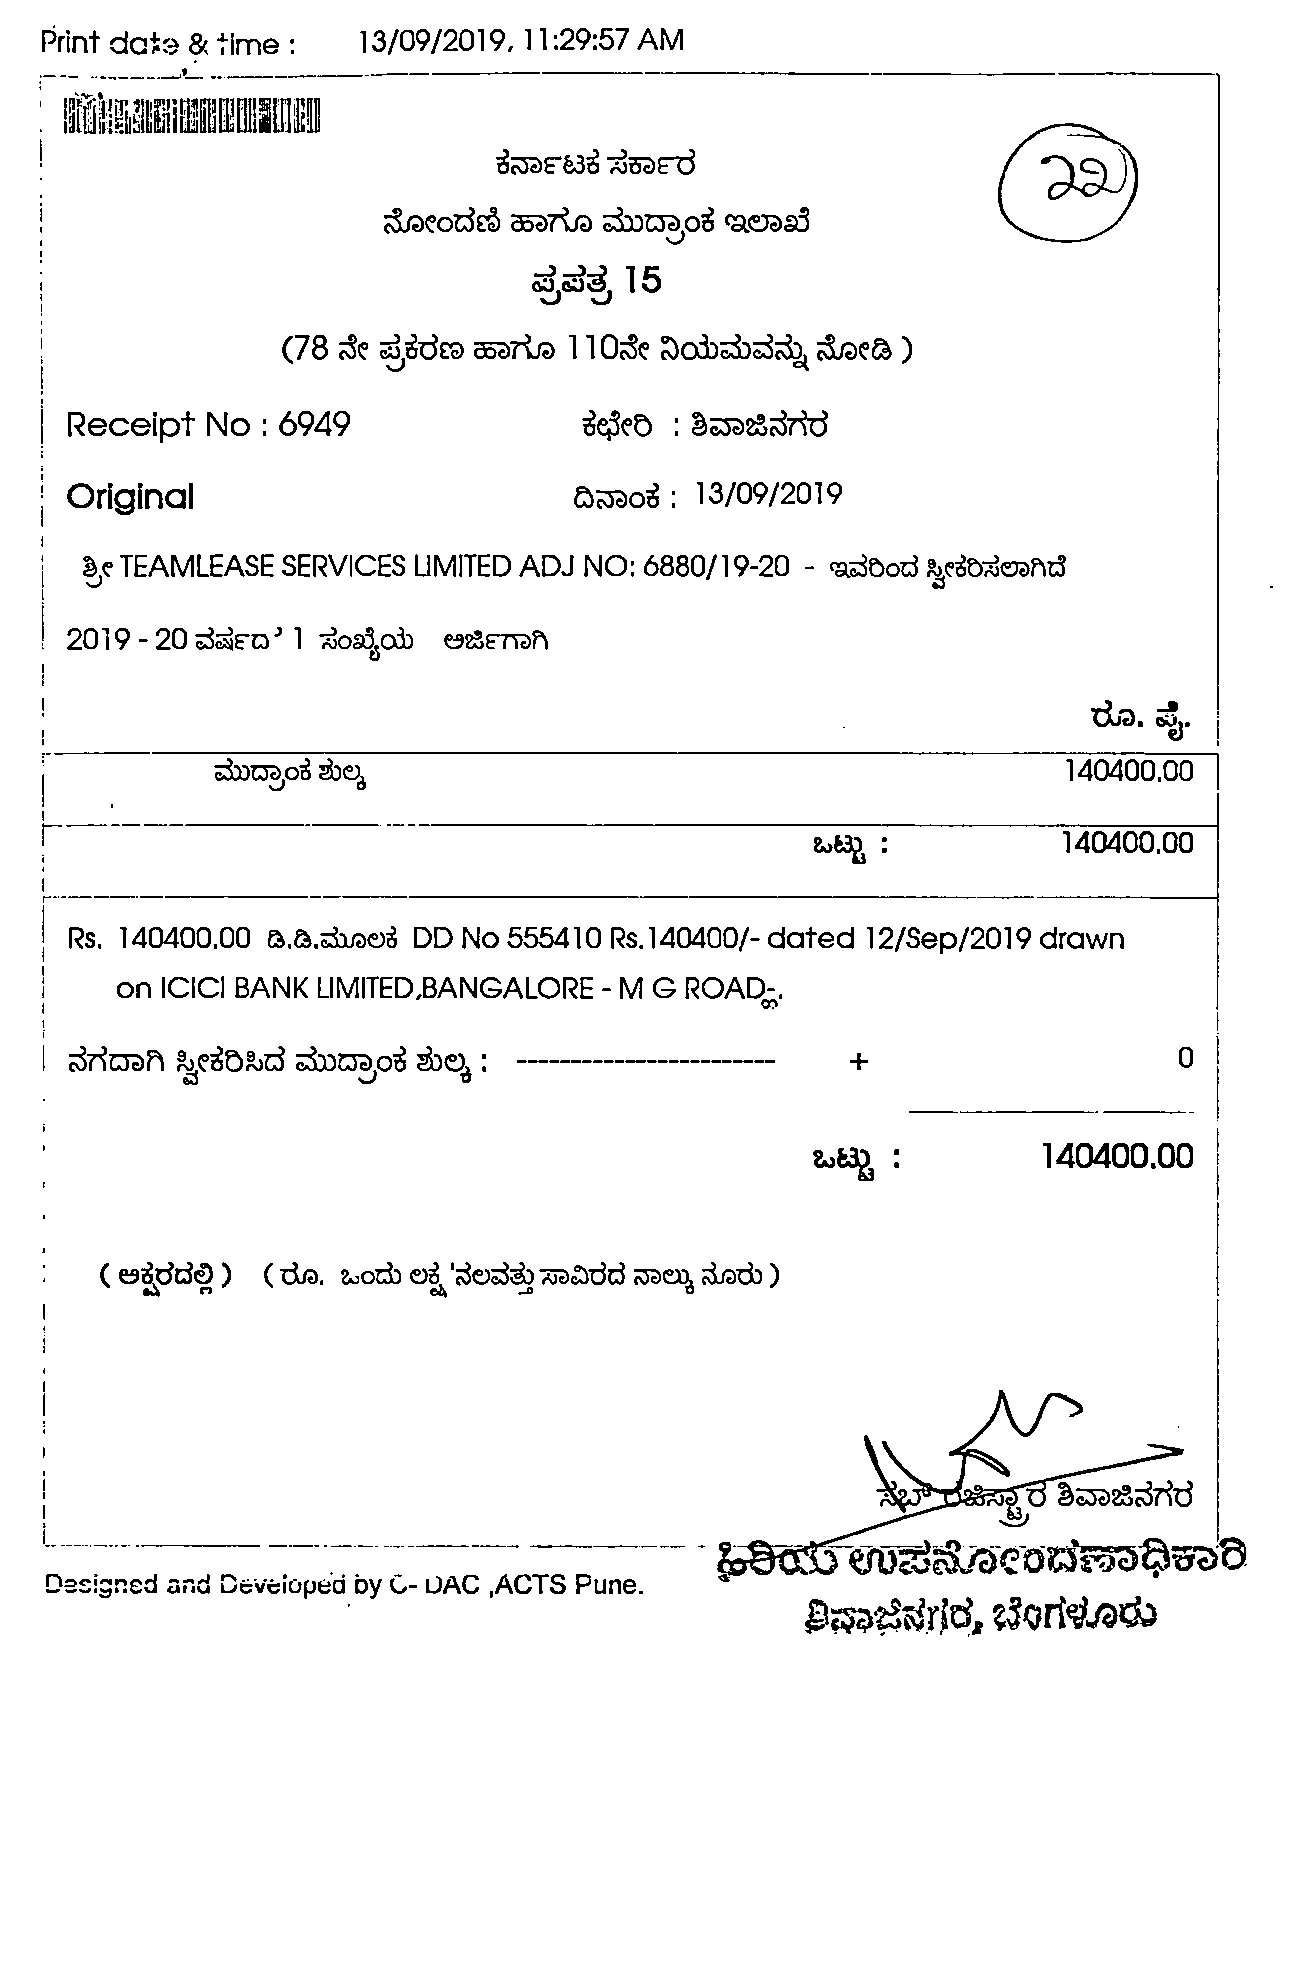 Print date & time : 13/09/2019, 11:29:57 AM
೨೨
ಕರ್ನಾಟಕ ಸರ್ಕಾರ
ನೋಂದಣಿ ಹಾಗೂ ಮುದ್ರಾಂಕ ಇಲಾಖೆ
ಪ್ರಪತ್ರ 15
(78 ನೇ ಪ್ರಕರಣ ಹಾಗೂ 110ನೇ ನಿಯಮವನ್ನು ನೋಡಿ )
Receipt No : 6949 ಕಛೇರಿ : ಶಿವಾಜಿನಗರ
Original ದಿನಾಂಕ : 13/09/2019
ಶ್ರೀ TEAMLEASE SERVICES LIMITED ADJ NO: 6880/19-20 - ಇವರಿಂದ ಸ್ವೀಕರಿಸಲಾಗಿದೆ
2019 - 20 ವರ್ಷದ 1 ಸಂಖ್ಯೆಯ ಅರ್ಜಿಗಾಗಿ
ರೂ. ಪೈ.
ಮುದ್ರಾಂಕ ಶುಲ್ಕ 140400.00
ಒಟ್ಟು : 140400.00
Rs. 140400.00 ಡಿ.ಡಿ.ಮೂಲಕ DD No 555410 Rs.140400/- dated 12/Sep/2019 drawn
on ICICI BANK LIMITED,BANGALORE - M G ROAD
ನಗದಾಗಿ ಸ್ವೀಕರಿಸಿದ ಮುದ್ರಾಂಕ ಶುಲ್ಕ : ------------------------ + 0
ಒಟ್ಟು : 140400.00
( ಅಕ್ಷರದಲ್ಲಿ ) ( ರೂ. ಒಂದು ಲಕ್ಷ ನಲವತ್ತು ಸಾವಿರದ ನಾಲ್ಕು ನೂರು )
ಸಬ್ ರಜಿಸ್ಟ್ರಾರ ಶಿವಾಜಿನಗರ
ಹಿರಿಯ ಉಪನೋಂದಣಾಧಿಕಾರಿ
ಶಿವಾಜಿನಗರ, ಬೆಂಗಳೂರು
Designed and Developed by C- DAC ,ACTS Pune.